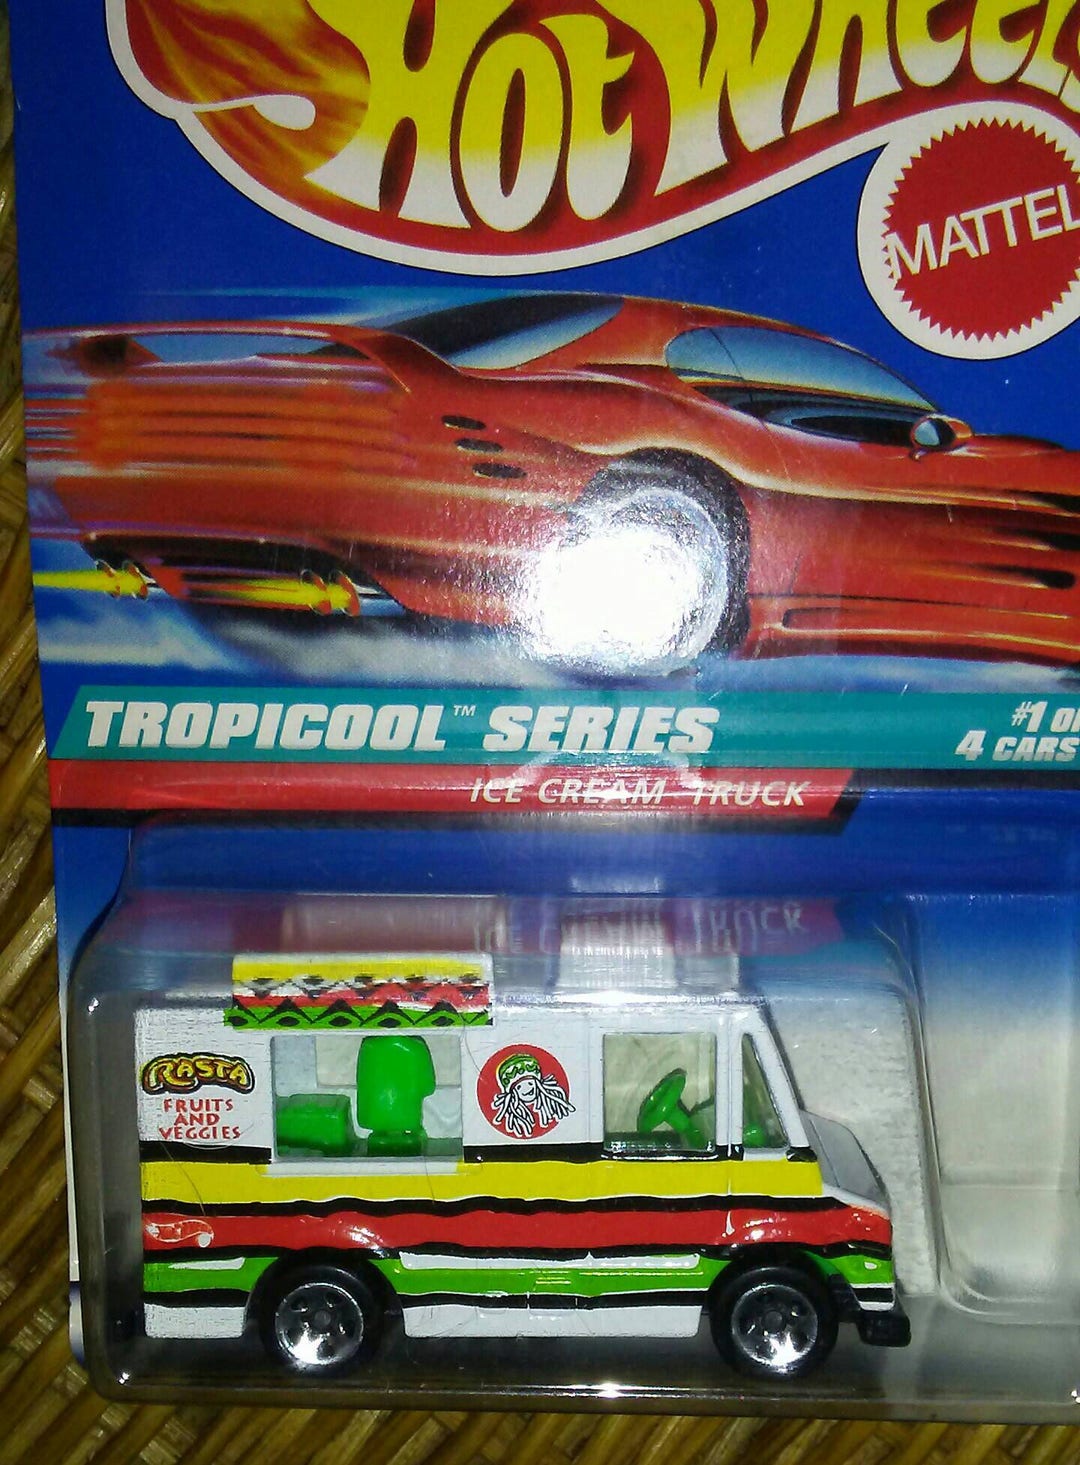 HOT WHEELS
MATTEL
TROPICOOL™ SERIES
#1 OF
4 CARS
ICE CREAM TRUCK
RASTA
FRUITS
AND
VEGGIES